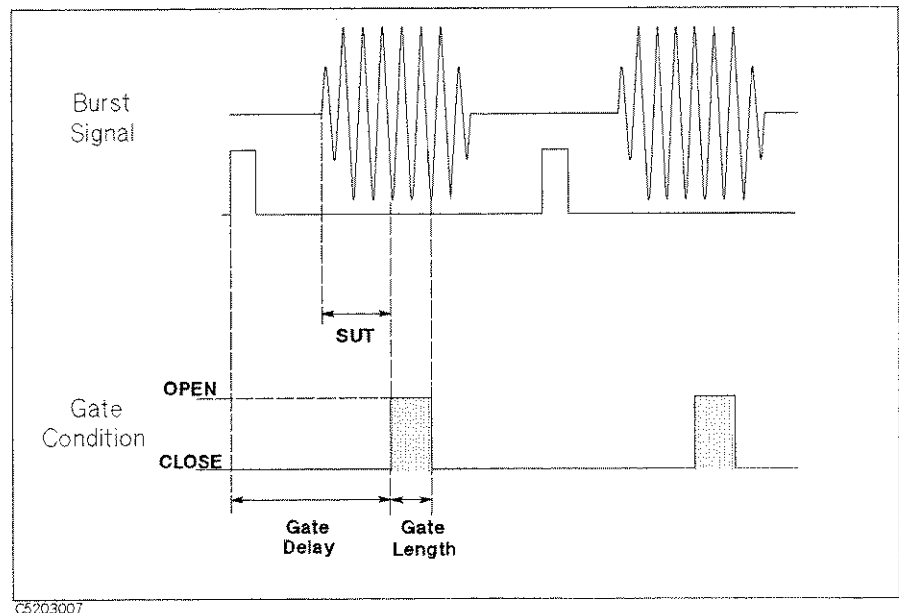 Burst
Signal
SUT
OPEN
Gate
Condition
CLOSE
Gate
Delay
Gate
Length
C5203007